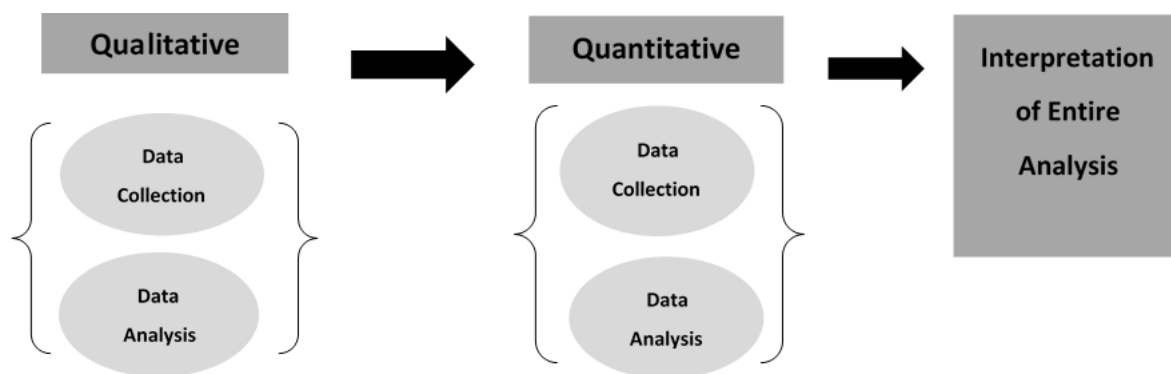 Qualitative
Data
Collection
Data
Analysis
Quantitative
Data
Collection
Data
Analysis
Interpretation
of Entire
Analysis